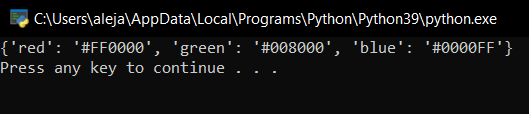 C:\Users\aleja\AppData\Local\Programs\Python\Python39\python.exe
{'red': '#FF0000', 'green': '#008000', 'blue': '#0000FF'}
Press any key to continue . . .